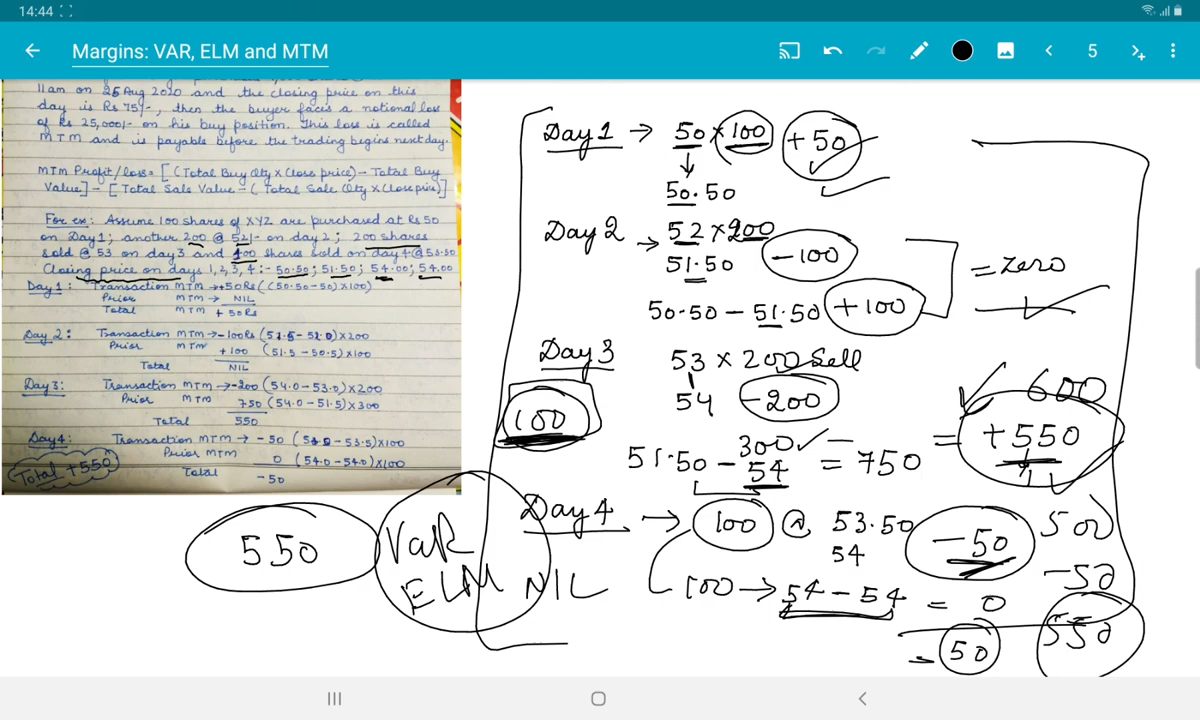 14:44
Margins: VAR, ELM and MTM
5
11am on 25 Aug 2020 and the closing price on this
day is Rs 75/-, then the buyer faces a notional loss
of Rs 25,000/- on his buy position. This loss is called
MTM and is payable before the trading begins next day.
MTM Profit/loss = [(Total Buy Qty x Close price) - Total Buy
Value] - [Total Sale Value - (Total Sale Qty x Close price)]
For ex: Assume 100 shares of XYZ are purchased at Rs 50
on Day1; another 200 @ 52/- on day 2; 200 shares
sold @ 53 on day 3 and 100 shares sold on day 4 @ 53.50
Closing price on days 1, 2, 3, 4 :- 50.50; 51.50; 54.00; 54.00
Day 1: Transaction MTM → +50Rs ((50.50-50)x100)
Prior MTM → NIL
Total MTM +50Rs
Day 2: Transaction MTM → -100Rs (51.5-52.0)x200
Prior MTM +100 (51.5-50.5)x100
Total NIL
Day 3: Transaction MTM → -200 (54.0-53.0)x200
Prior MTM 750 (54.0-51.5)x300
Total 550
Day 4: Transaction MTM → -50 (54.0-53.5)x100
Prior MTM 0 (54.0-54.0)x100
Total -50
Total +550
Day 1 → 50 x 100 +50
50.50
Day 2 → 52 x 200
51.50 -100
= Zero
50.50 - 51.50 +100
Day 3 53 x 200 Sell
54 -200
600
100
300 -
51.50 - 54 = 750
= +550
Day 4 → 100 @ 53.50 -50 500
54
550 VaR
ELM NIL
100 → 54 - 54 = 0
-50
- 50 550